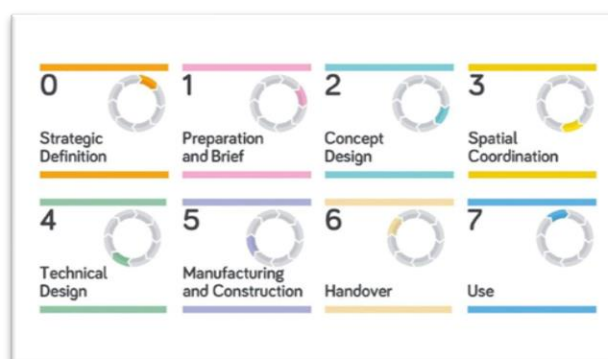 0
Strategic
Definition
1
Preparation
and Brief
2
Concept
Design
3
Spatial
Coordination
4
Technical
Design
5
Manufacturing
and Construction
6
Handover
7
Use